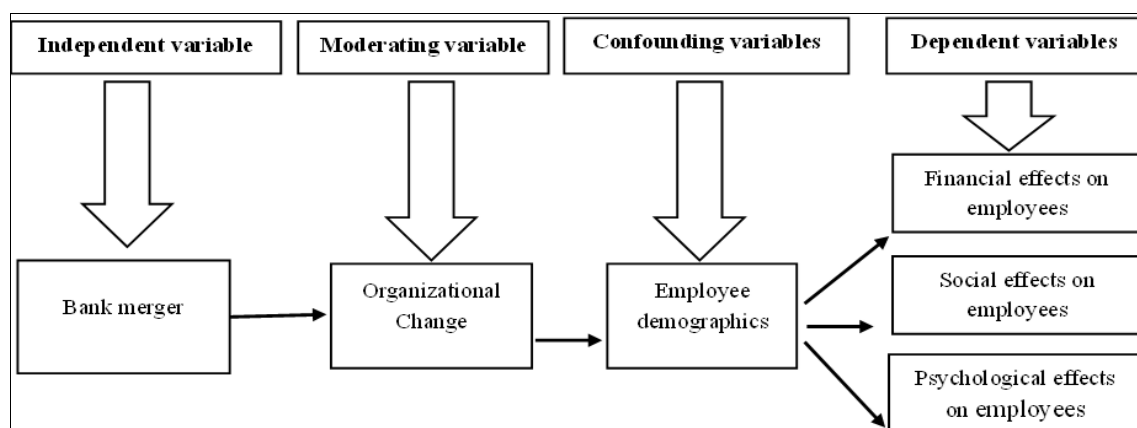 Independent variable
Moderating variable
Confounding variables
Dependent variables
Financial effects on
employees
Bank merger
Organizational
Change
Employee
demographics
Social effects on
employees
Psychological effects
on employees